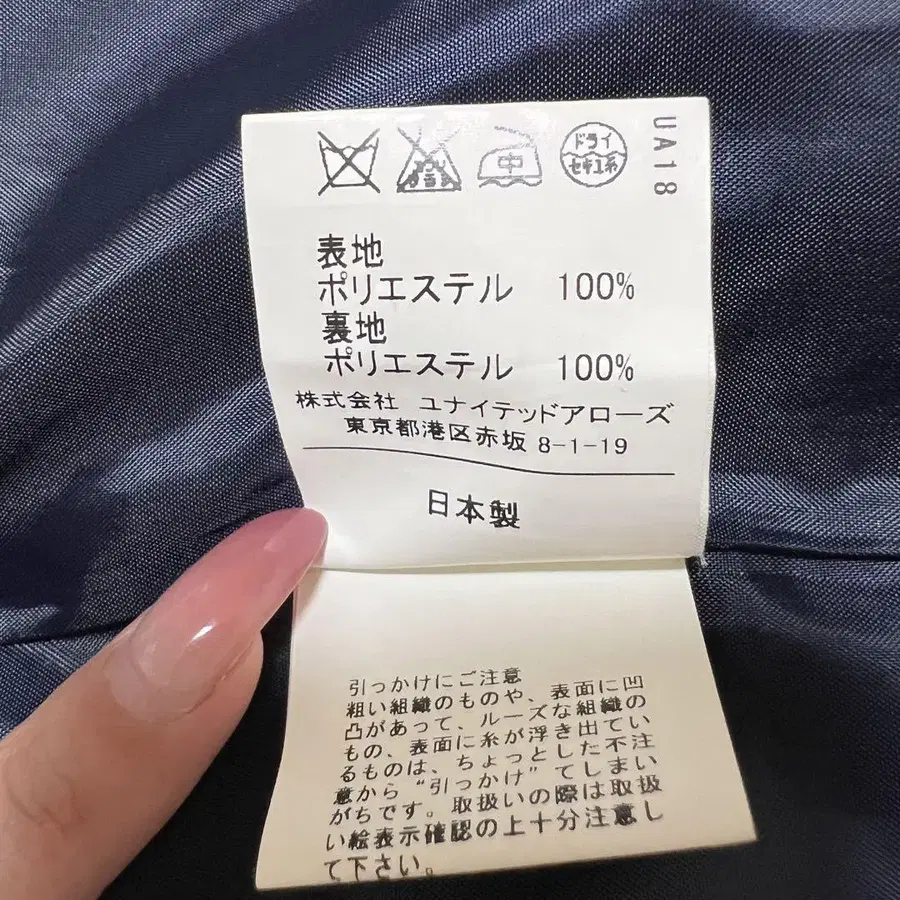 エンソ サラシ
中
ドライ
セキユ系
UA18
表地
ポリエステル 100%
裏地
ポリエステル 100%
株式会社 ユナイテッドアローズ
東京都港区赤坂 8-1-19
日本製
引っかけにご注意
粗い組織のものや、表面に凹
凸があって、ルーズな組織の
もの、表面に糸が浮き出てい
るものは、ちょっとした不注
意から“引っかけ”てしまい
がちです。取扱いの際は取扱
い絵表示確認の上十分注意し
て下さい。